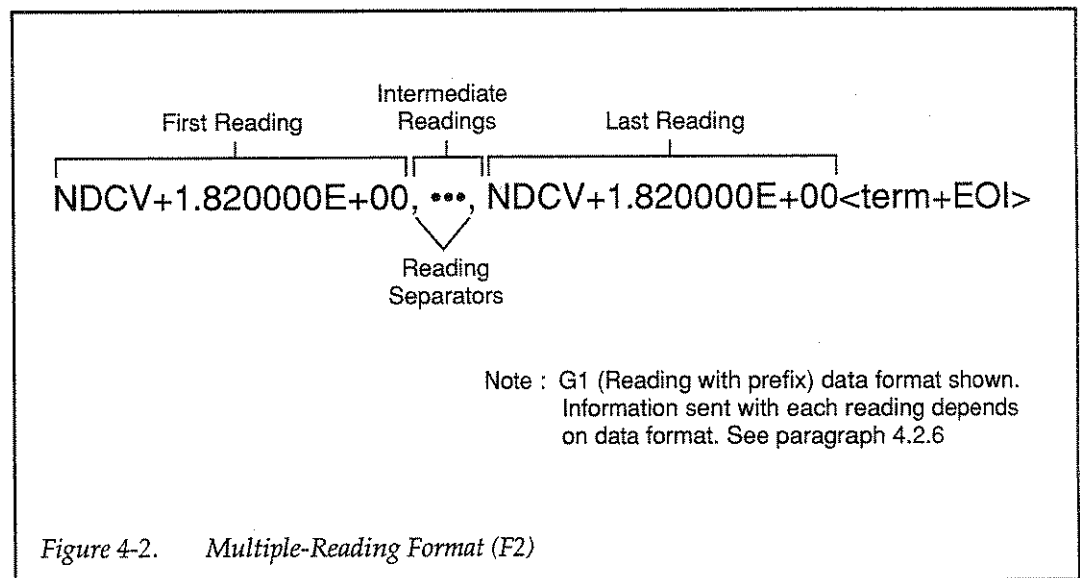 Intermediate
First Reading Readings Last Reading
NDCV+1.820000E+00, •••, NDCV+1.820000E+00<term+EOI>
Reading
Separators
Note : G1 (Reading with prefix) data format shown.
Information sent with each reading depends
on data format. See paragraph 4.2.6
Figure 4-2. Multiple-Reading Format (F2)